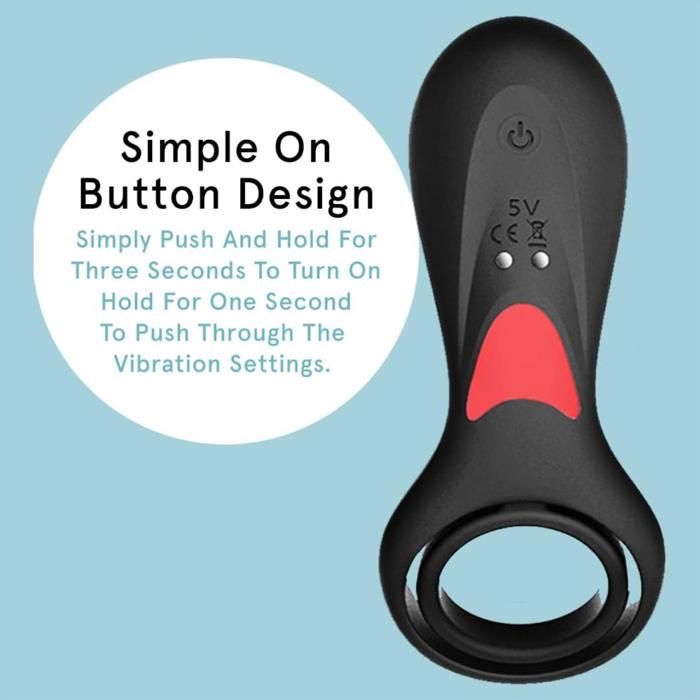 Simple On
Button Design
Simply Push And Hold For
Three Seconds To Turn On
Hold For One Second
To Push Through The
Vibration Settings.
5V
CE